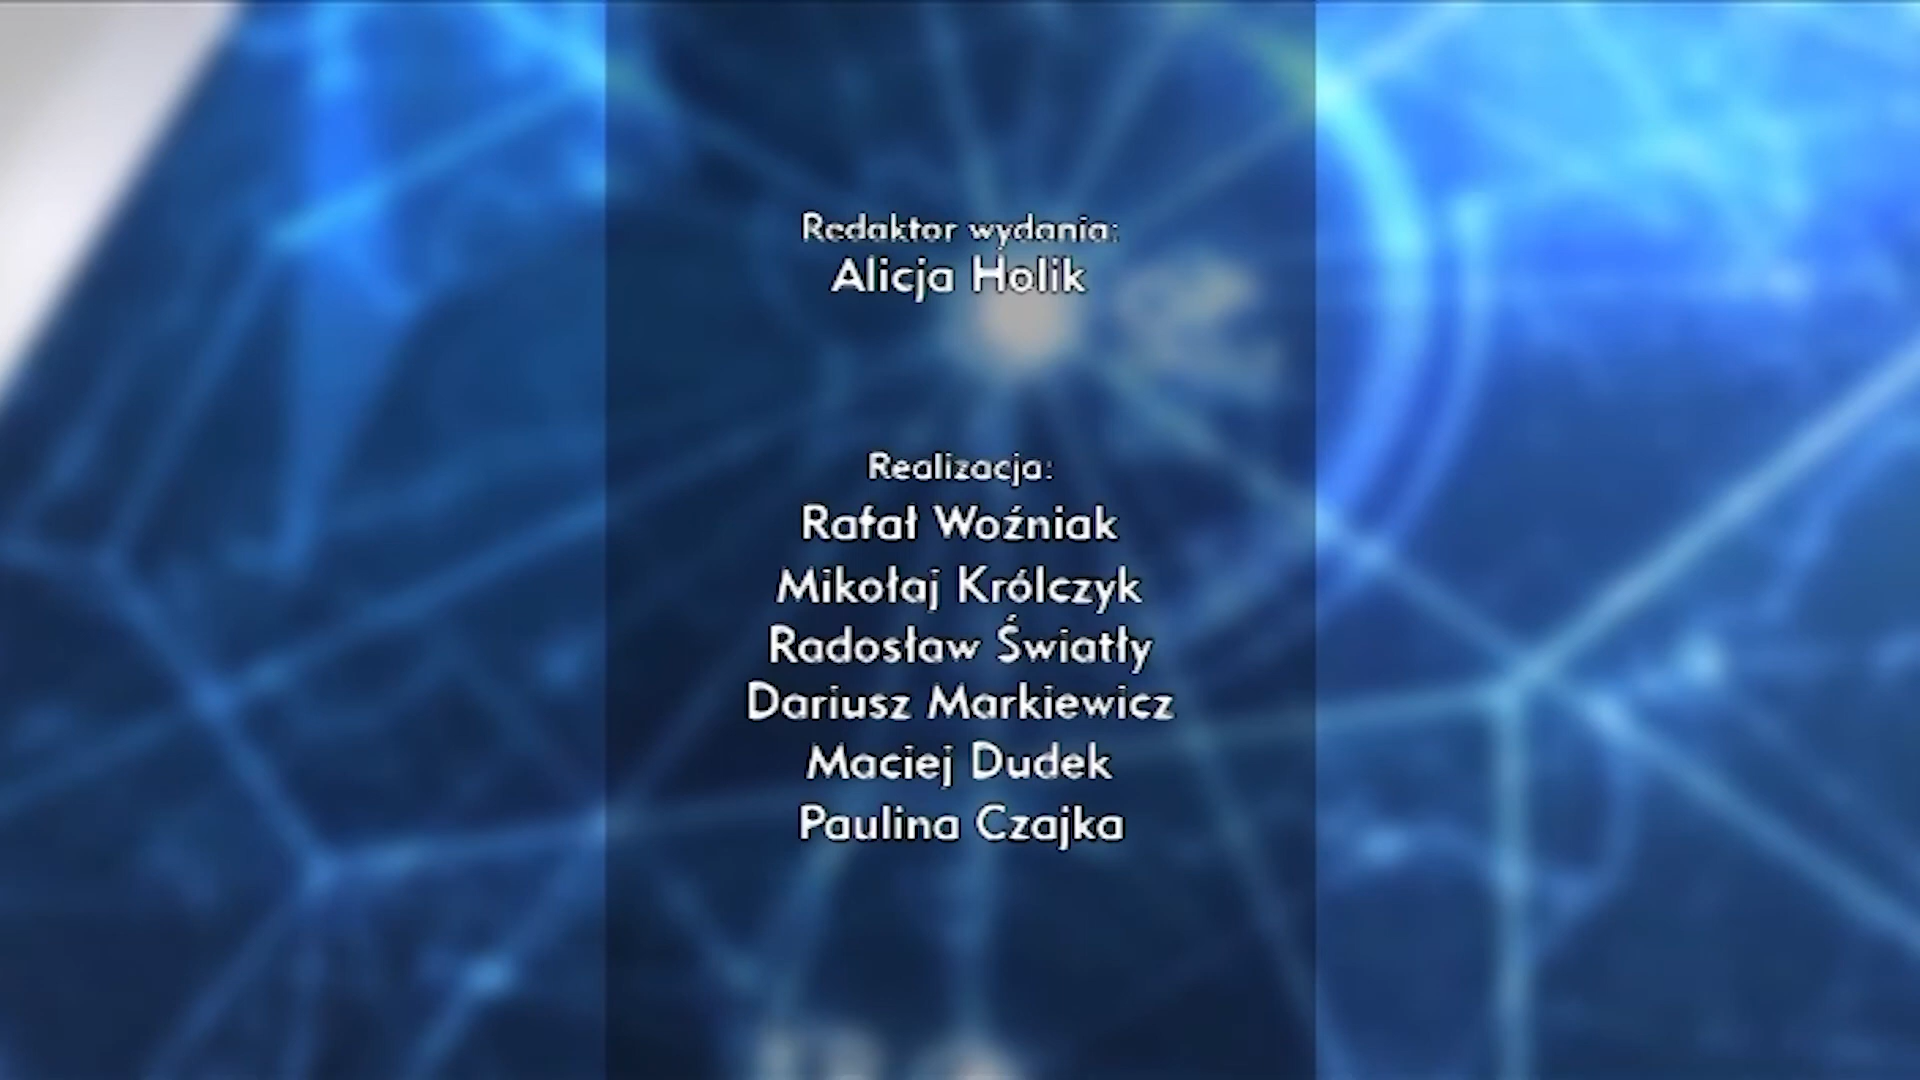 Redaktor wydania:
Alicja Holik
Realizacja:
Rafał Woźniak
Mikołaj Królczyk
Radosław Światły
Dariusz Markiewicz
Maciej Dudek
Paulina Czajka